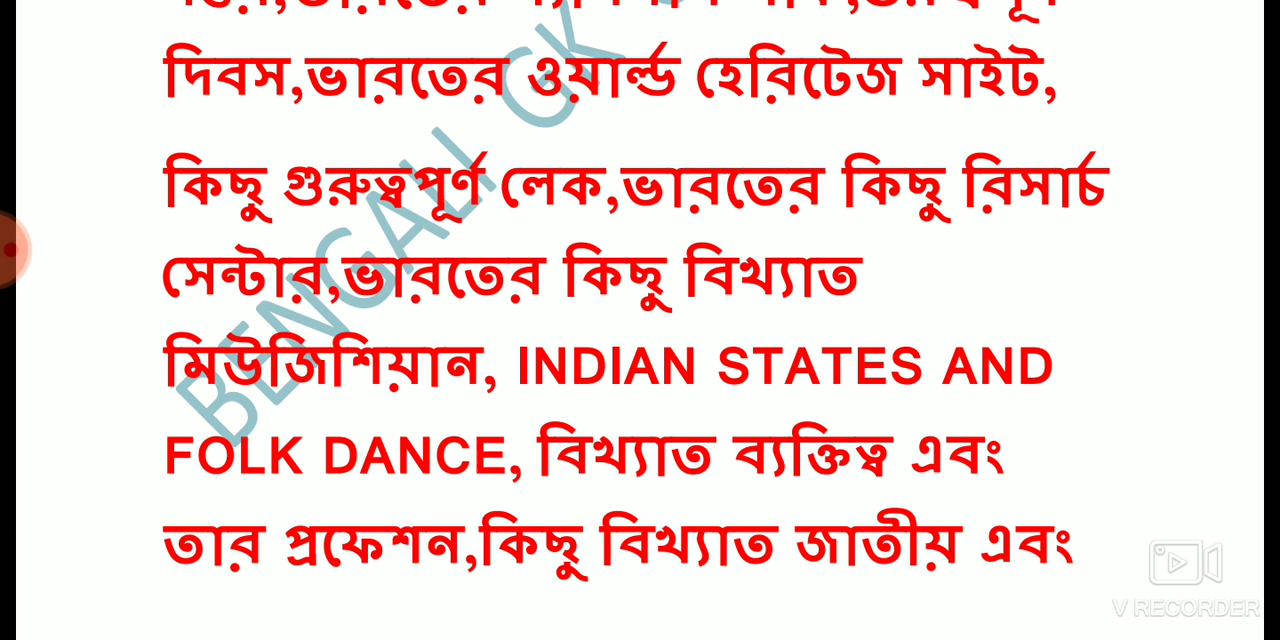 দিবস,ভারতের ওয়ার্ল্ড হেরিটেজ সাইট,
কিছু গুরুত্বপূর্ণ লেক,ভারতের কিছু রিসার্চ
সেন্টার,ভারতের কিছু বিখ্যাত
মিউজিশিয়ান, INDIAN STATES AND
FOLK DANCE, বিখ্যাত ব্যক্তিত্ব এবং
তার প্রফেশন,কিছু বিখ্যাত জাতীয় এবং
BENGALI GK
V RECORDER